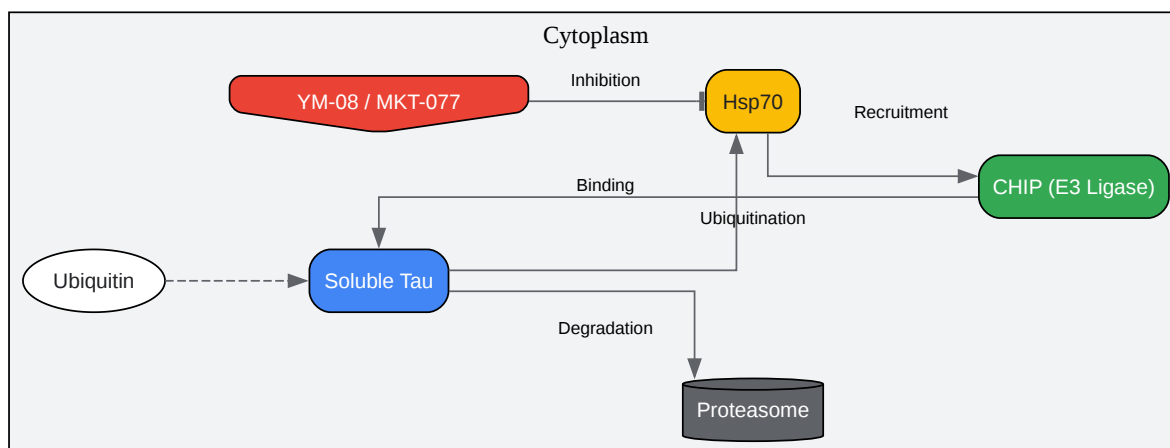 Cytoplasm
Inhibition
YM-08 / MKT-077
Hsp70
Recruitment
CHIP (E3 Ligase)
Binding
Ubiquitination
Ubiquitin
Soluble Tau
Degradation
Proteasome